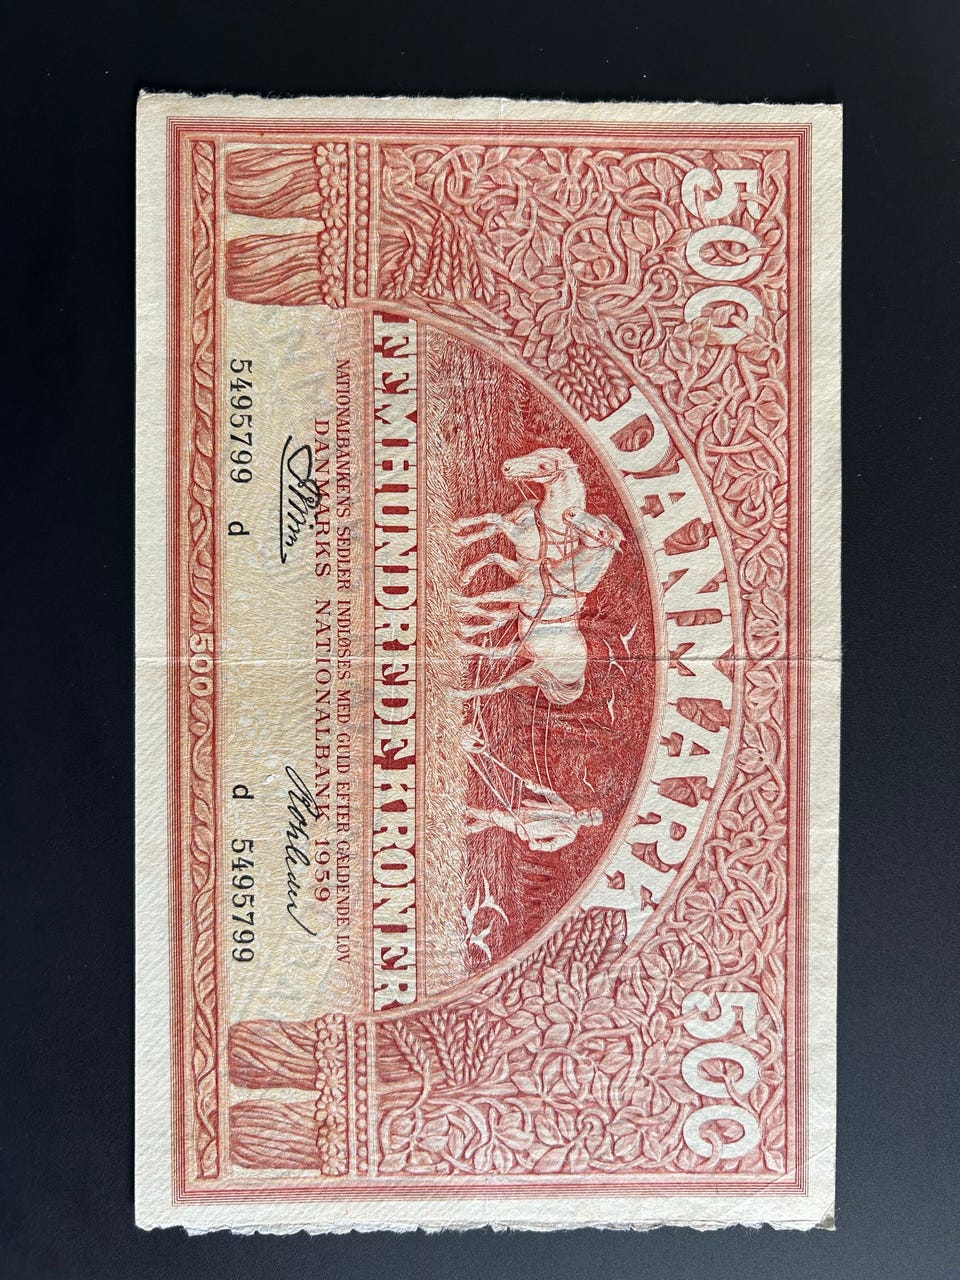 500 500
DANMARK
FEMHUNDREDE KRONER
NATIONALBANKENS SEDLER INDLØSES MED GULD EFTER GÆLDENDE LOV
DANMARKS NATIONALBANK 1959
5495799 d d 5495799
500